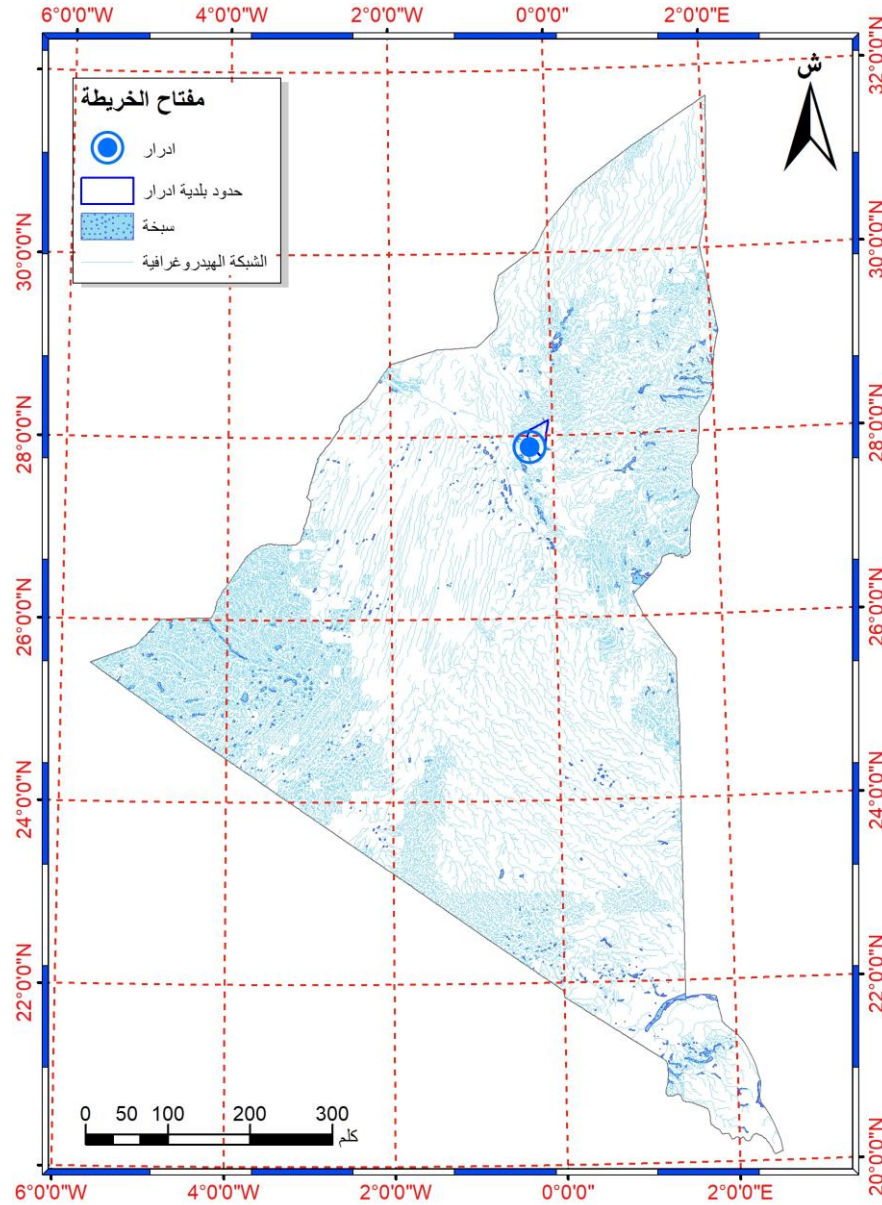 6°0'0"W 4°0'0"W 2°0'0"W 0°0'0" 2°0'0"E
32°0'0"N
ش
مفتاح الخريطة
ادرار
حدود بلدية ادرار
سبخة
الشبكة الهيدروغرافية
30°0'0"N 30°0'0"N
28°0'0"N 28°0'0"N
26°0'0"N 26°0'0"N
24°0'0"N 24°0'0"N
22°0'0"N 22°0'0"N
0 50 100 200 300
كلم
20°0'0"N
6°0'0"W 4°0'0"W 2°0'0"W 0°0'0" 2°0'0"E